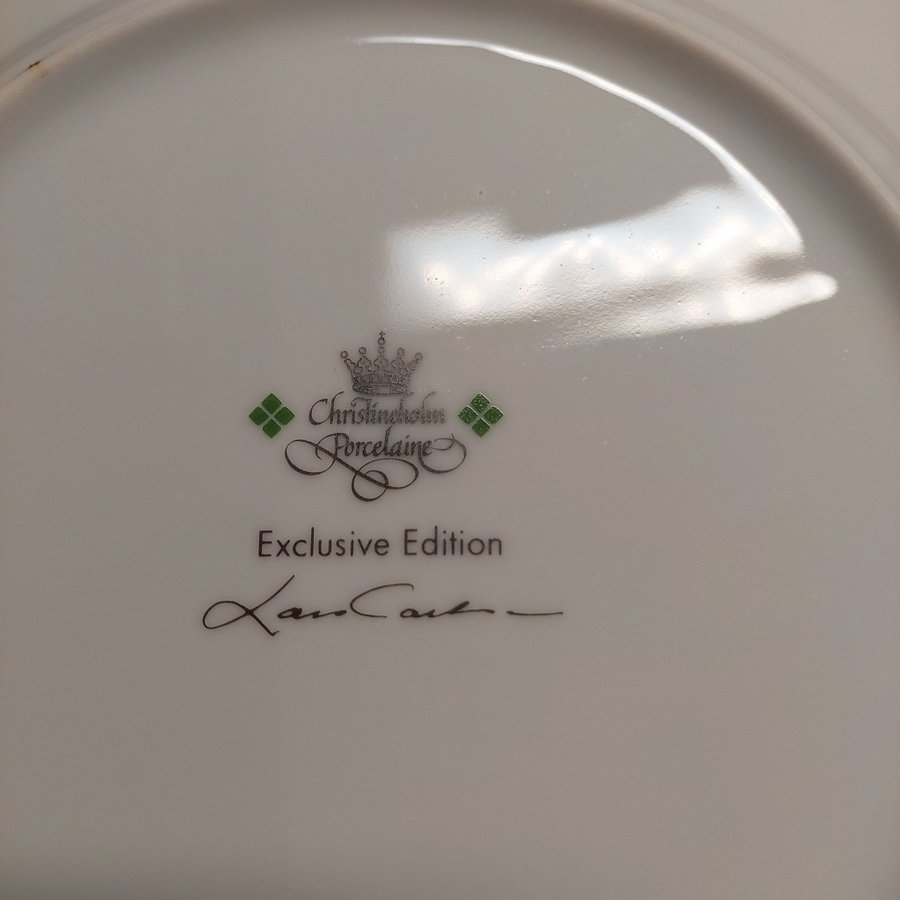 Christineholm
Porcelaine
Exclusive Edition